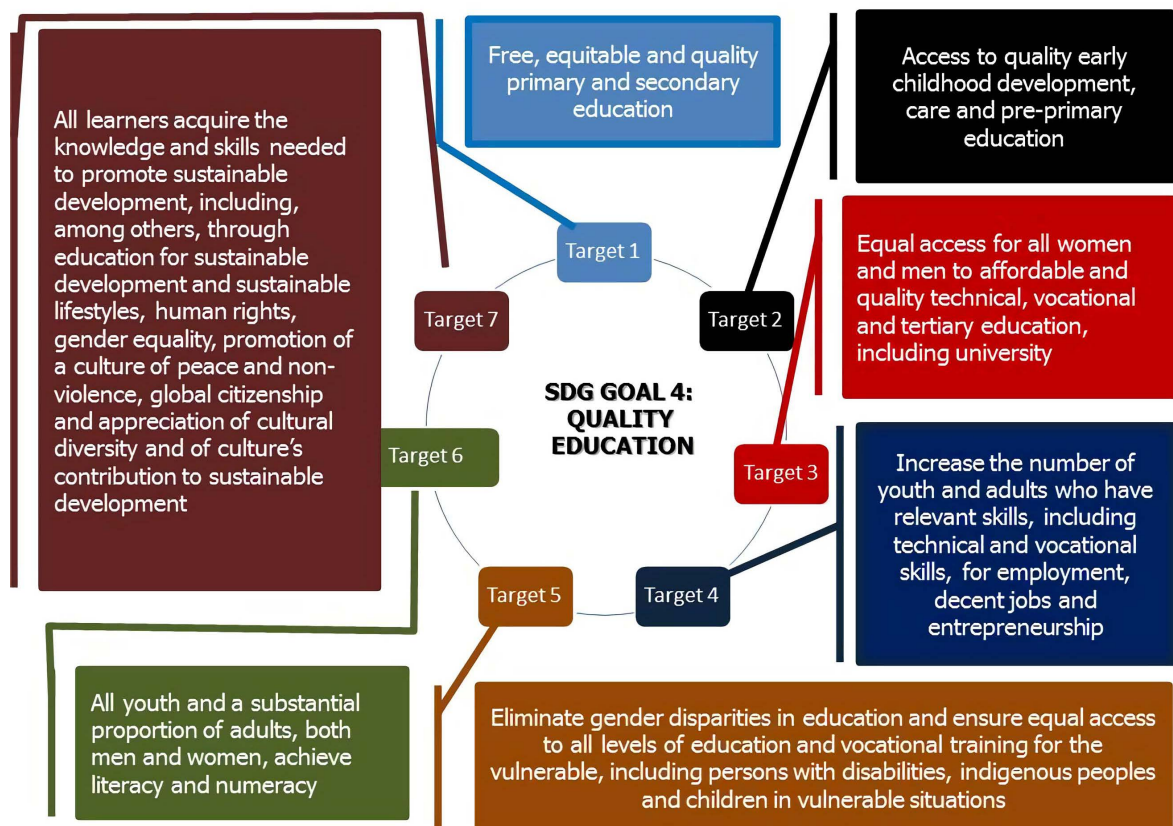 Free, equitable and quality
primary and secondary
education
Access to quality early
childhood development,
care and pre-primary
education
All learners acquire the
knowledge and skills needed
to promote sustainable
development, including,
among others, through
education for sustainable
development and sustainable
lifestyles, human rights,
gender equality, promotion of
a culture of peace and non-
violence, global citizenship
and appreciation of cultural
diversity and of culture's
contribution to sustainable
development
Target 1
Target 2
Target 7
Equal access for all women
and men to affordable and
quality technical, vocational
and tertiary education,
including university
SDG GOAL 4:
QUALITY
EDUCATION
Target 6
Target 3
Increase the number of
youth and adults who have
relevant skills, including
technical and vocational
skills, for employment,
decent jobs and
entrepreneurship
Target 5
Target 4
All youth and a substantial
proportion of adults, both
men and women, achieve
literacy and numeracy
Eliminate gender disparities in education and ensure equal access
to all levels of education and vocational training for the
vulnerable, including persons with disabilities, indigenous peoples
and children in vulnerable situations